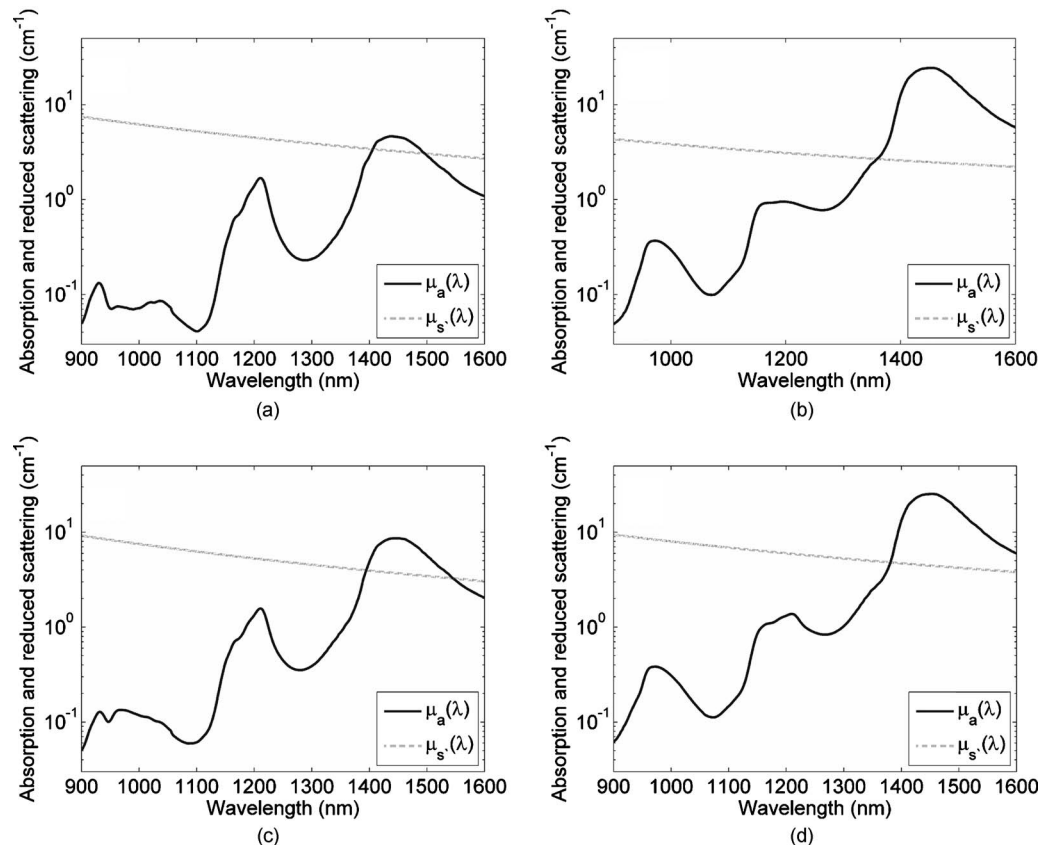 Absorption and reduced scattering (cm⁻¹)
10¹
10⁰
10⁻¹
μa(λ)
μs`(λ)
900 1000 1100 1200 1300 1400 1500 1600
Wavelength (nm)
(a)
Absorption and reduced scattering (cm⁻¹)
10¹
10⁰
10⁻¹
μa(λ)
μs`(λ)
1000 1200 1400 1600
Wavelength (nm)
(b)
Absorption and reduced scattering (cm⁻¹)
10¹
10⁰
10⁻¹
μa(λ)
μs`(λ)
900 1000 1100 1200 1300 1400 1500 1600
Wavelength (nm)
(c)
Absorption and reduced scattering (cm⁻¹)
10¹
10⁰
10⁻¹
μa(λ)
μs`(λ)
900 1000 1100 1200 1300 1400 1500 1600
Wavelength (nm)
(d)